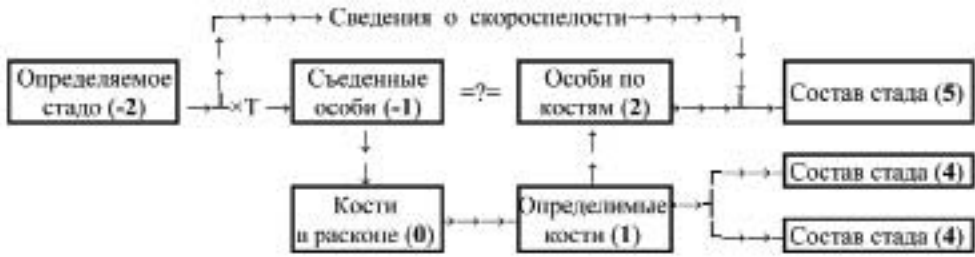 Сведения о скороспелости
Определяемое
стадо (-2)
×Т
Съеденные
особи (-1)
=?=
Особи по
костям (2)
Состав стада (5)
Состав стада (4)
Кости
в раскопе (0)
Определимые
кости (1)
Состав стада (4)